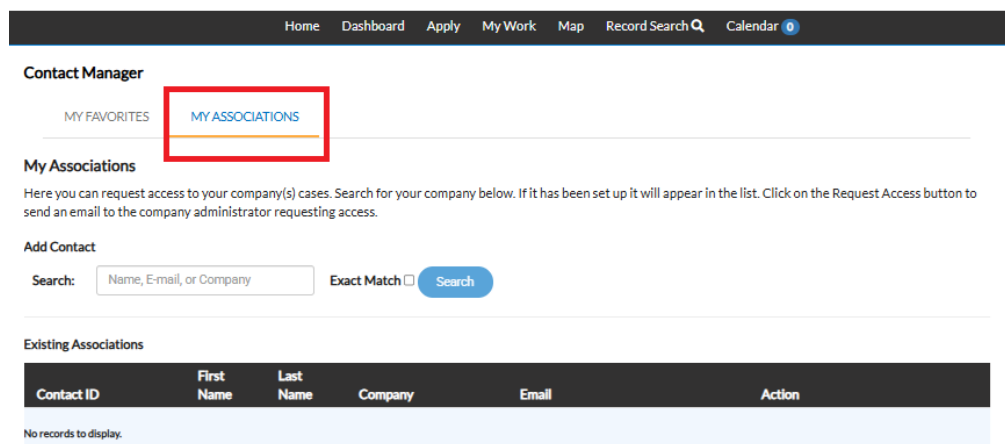 Home Dashboard Apply My Work Map Record Search Calendar 0
Contact Manager
MY FAVORITES MY ASSOCIATIONS
My Associations
Here you can request access to your company(s) cases. Search for your company below. If it has been set up it will appear in the list. Click on the Request Access button to
send an email to the company administrator requesting access.
Add Contact
Search: Name, E-mail, or Company Exact Match Search
Existing Associations
Contact ID First Name Last Name Company Email Action
No records to display.